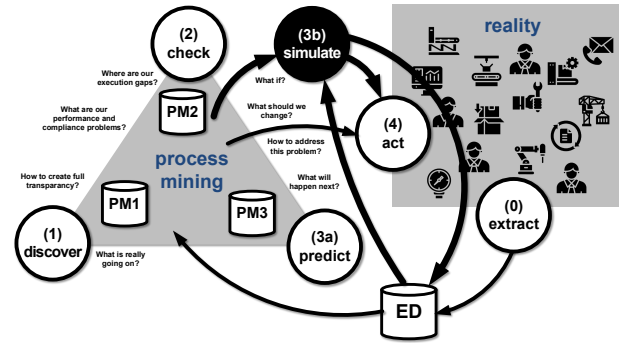 (2)
check
(3b)
simulate
reality
Where are our
execution gaps?
What if?
What are our
performance and
compliance problems?
PM2
What should we
change?
(4)
act
How to address
this problem?
process
mining
How to create full
transparency?
What will
happen next?
PM1
PM3
(0)
extract
(1)
discover
What is really
going on?
(3a)
predict
ED